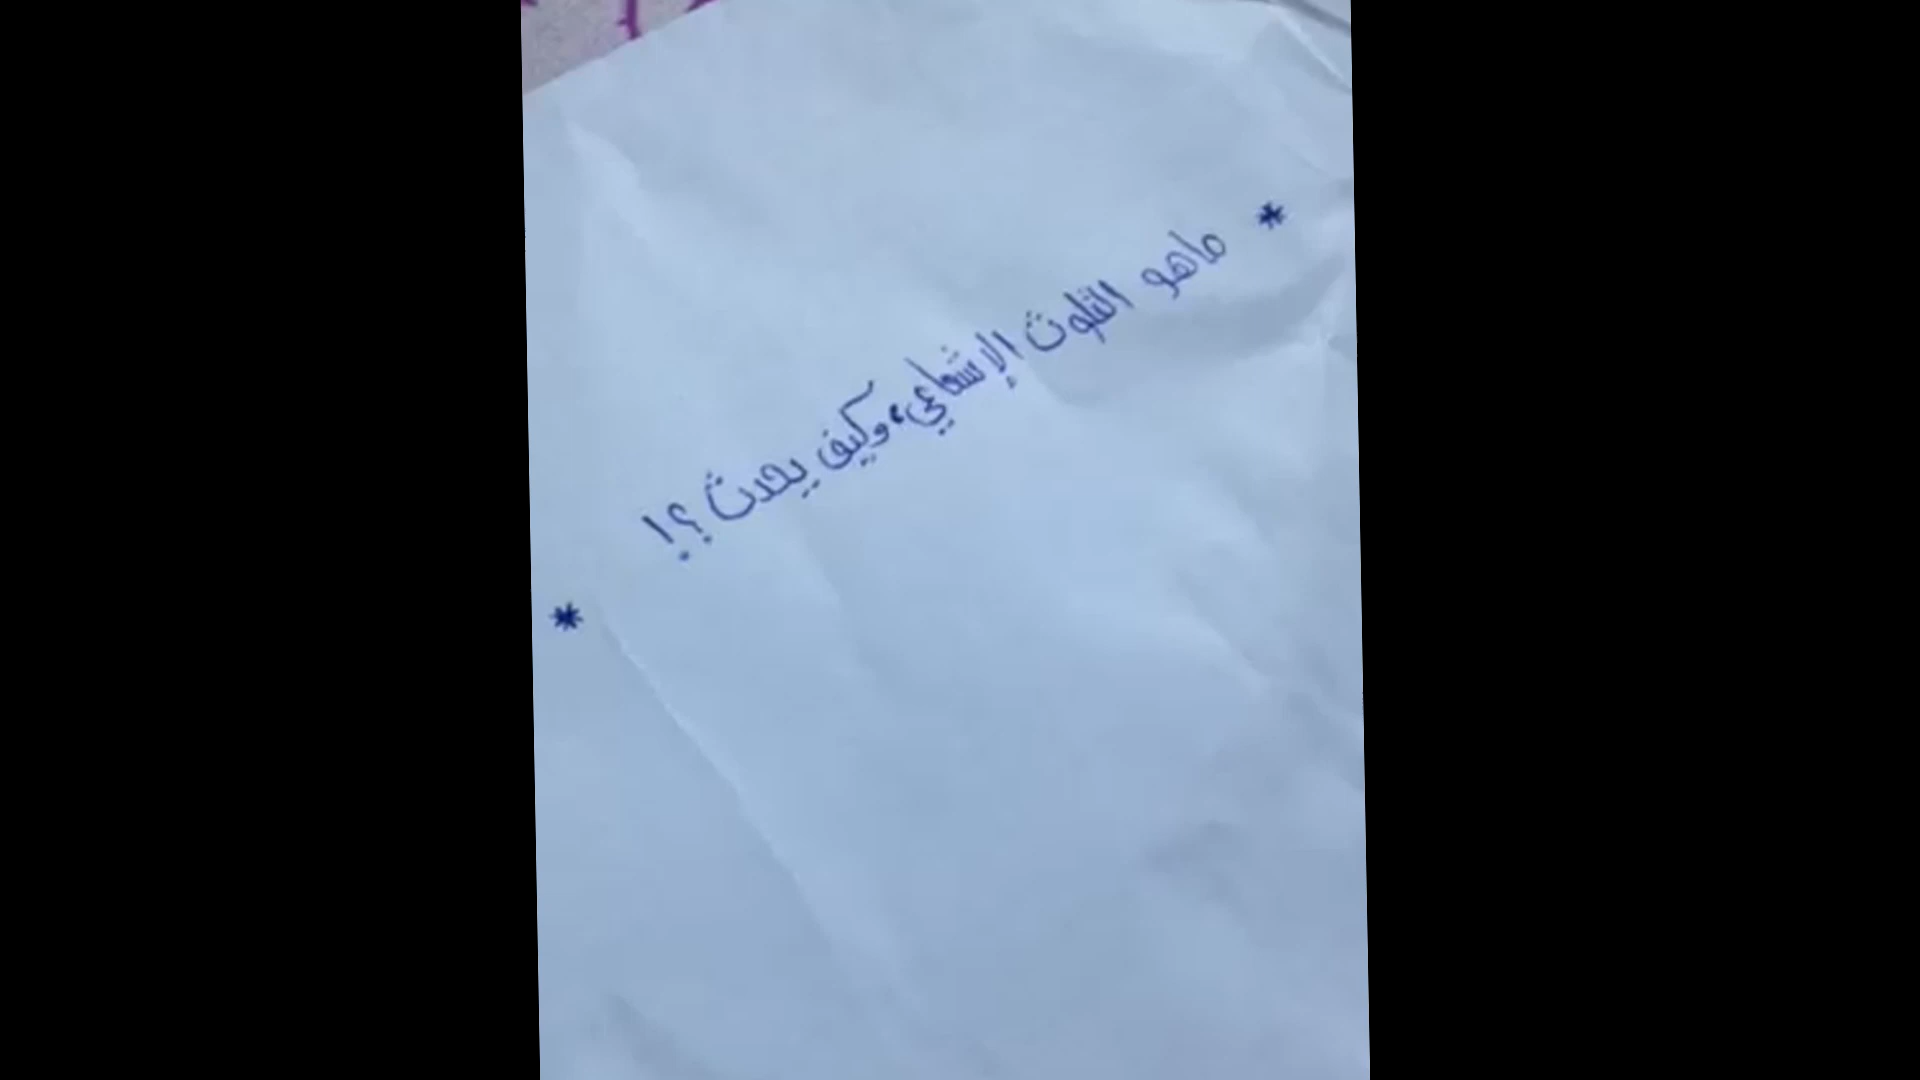 * ماهو التلوث الإشعاعي، وكيف يحدث ؟!
*